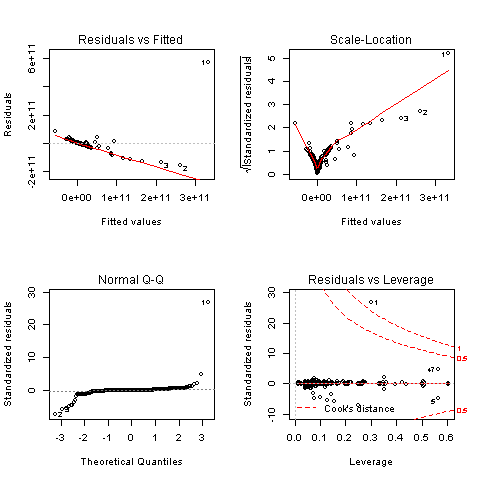 Residuals vs Fitted
Residuals
-2e+11 2e+11 6e+11
1
3
2
0e+00 1e+11 2e+11 3e+11
Fitted values
Scale-Location
√|Standardized residuals|
0 1 2 3 4 5
1
2
3
0e+00 1e+11 2e+11 3e+11
Fitted values
Normal Q-Q
Standardized residuals
0 10 20 30
1
2
-3 -2 -1 0 1 2 3
Theoretical Quantiles
Residuals vs Leverage
Standardized residuals
-10 0 10 20 30
1
47
5
1
0.5
0.5
Cook's distance
0.0 0.1 0.2 0.3 0.4 0.5 0.6
Leverage